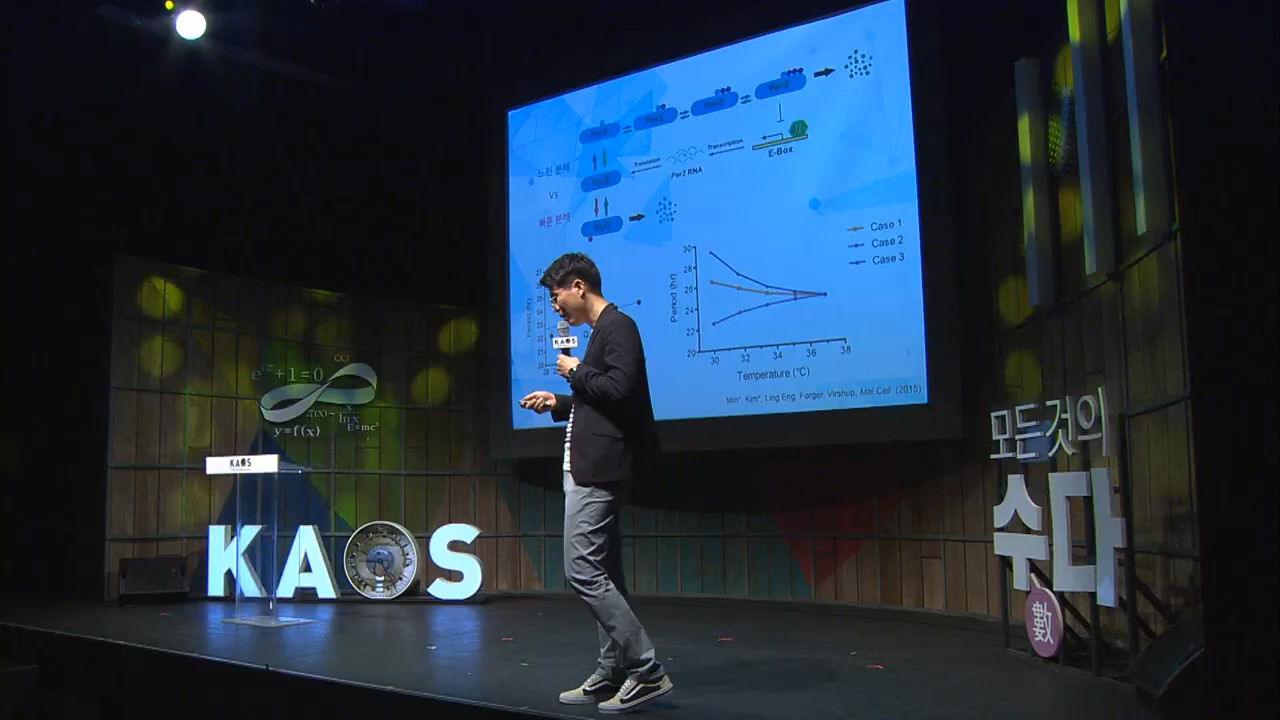 Per2
Per2
Per2
Per2
느린 분해
Vs
빠른 분해
Translation
Per2 RNA
Transcription
E-Box
Case 1
Case 2
Case 3
Period (hr)
30
28
26
24
22
20
32
34
36
38
30
Temperature (°C)
Period (hr)
Min*, Kim*, Ling Eng, Forger, Virshup, Mol Cell (2015)
KAOS
∞
+ 1 = 0
ln x
E=mc²
y=f(x)
KAOS
KAOS
모든것의
수다
數